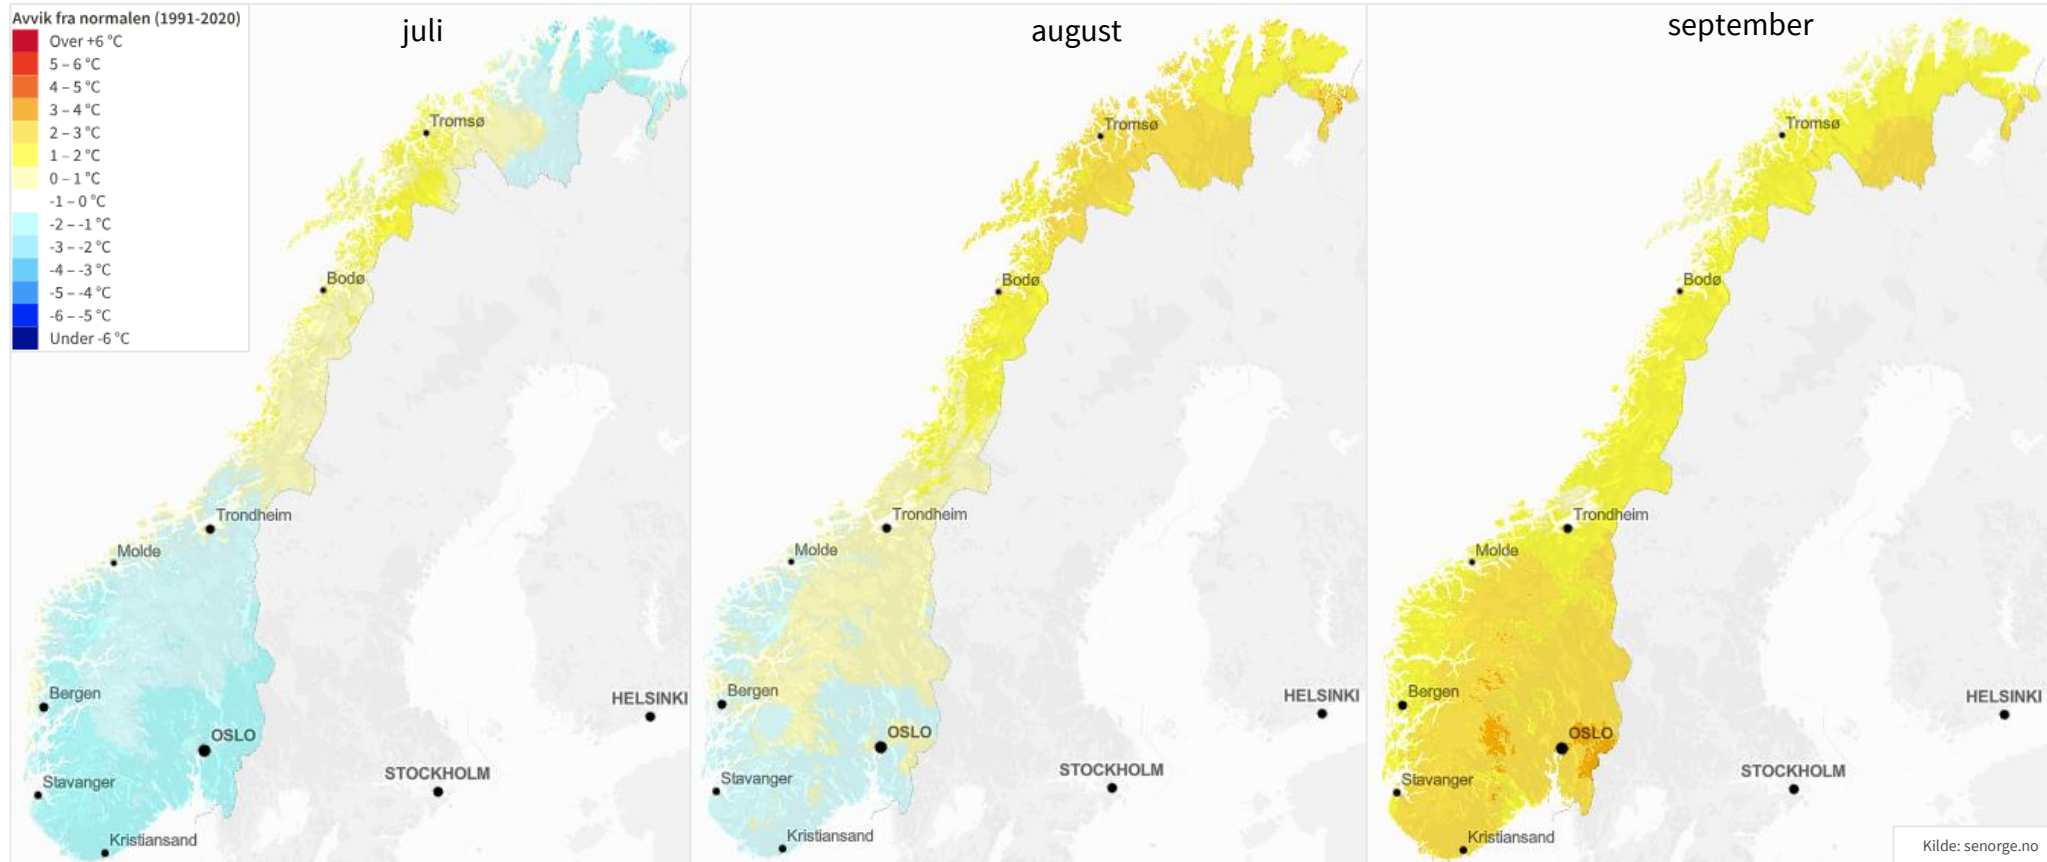 Avvik fra normalen (1991-2020)
Over +6 °C
5 – 6 °C
4 – 5 °C
3 – 4 °C
2 – 3 °C
1 – 2 °C
0 – 1 °C
-1 – 0 °C
-2 – -1 °C
-3 – -2 °C
-4 – -3 °C
-5 – -4 °C
-6 – -5 °C
Under -6 °C
juli
Tromsø
Bodø
Trondheim
Molde
Bergen
HELSINKI
OSLO
STOCKHOLM
Stavanger
Kristiansand
august
Tromsø
Bodø
Trondheim
Molde
Bergen
HELSINKI
OSLO
STOCKHOLM
Stavanger
Kristiansand
september
Tromsø
Bodø
Trondheim
Molde
Bergen
HELSINKI
OSLO
STOCKHOLM
Stavanger
Kristiansand
Kilde: senorge.no